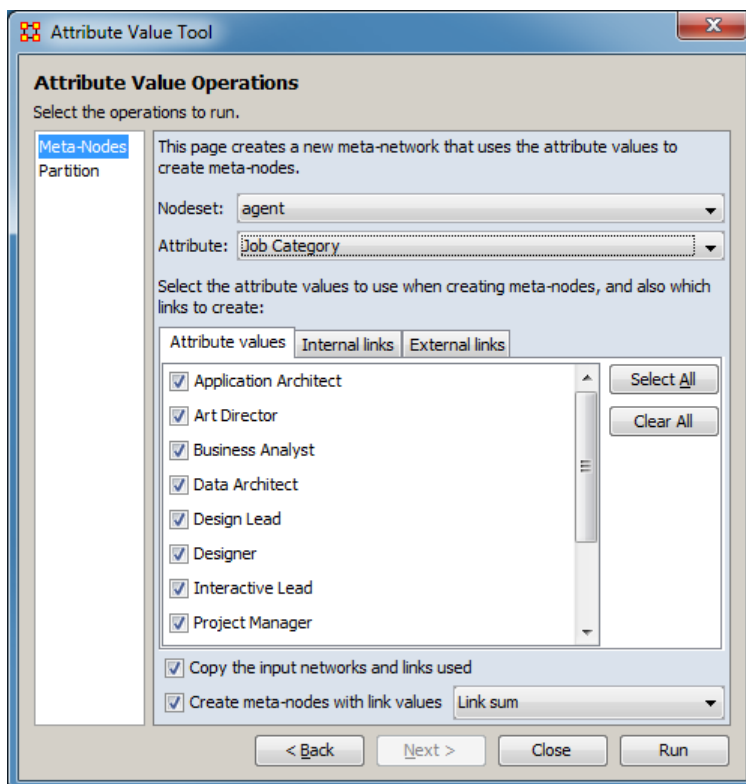 Attribute Value Tool
Attribute Value Operations
Select the operations to run.
Meta-Nodes
Partition
This page creates a new meta-network that uses the attribute values to
create meta-nodes.
Nodeset: agent
Attribute: Job Category
Select the attribute values to use when creating meta-nodes, and also which
links to create:
Attribute values Internal links External links
Application Architect
Art Director
Business Analyst
Data Architect
Design Lead
Designer
Interactive Lead
Project Manager
Select All
Clear All
Copy the input networks and links used
Create meta-nodes with link values Link sum
< Back Next > Close Run